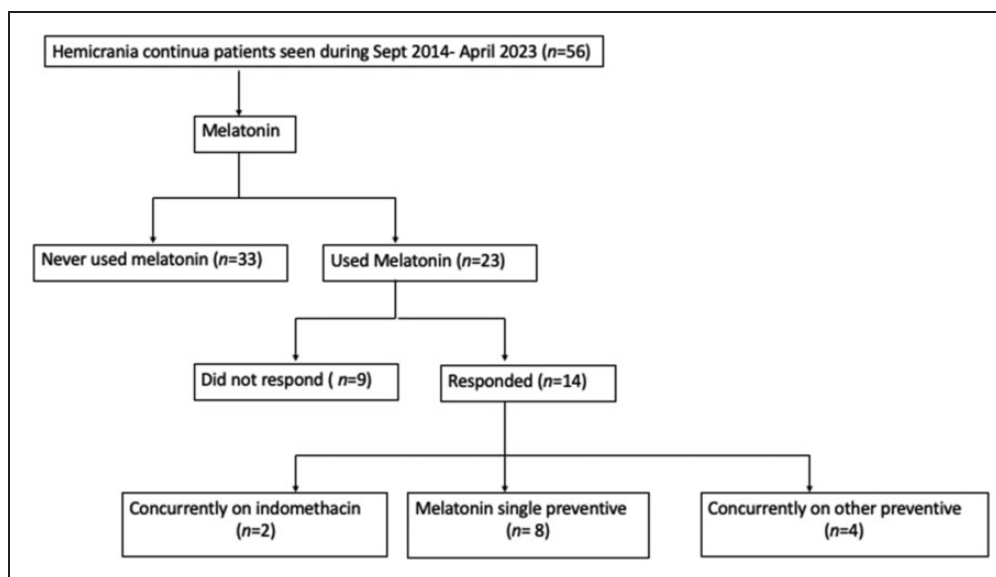 Hemicrania continua patients seen during Sept 2014- April 2023 (n=56)
Melatonin
Never used melatonin (n=33)
Used Melatonin (n=23)
Did not respond ( n=9)
Responded (n=14)
Concurrently on indomethacin
(n=2)
Melatonin single preventive
(n= 8)
Concurrently on other preventive
(n=4)